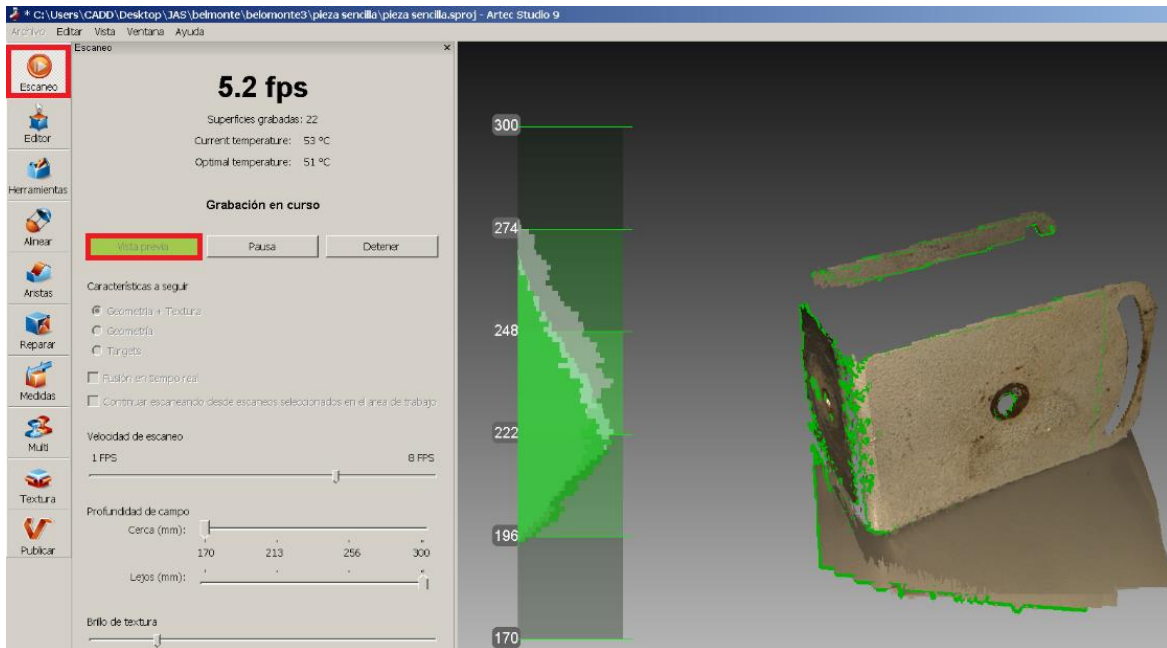 * C:\Users\CADD\Desktop\JAS\belmonte\belomonte3\pieza sencilla\pieza sencilla.sproj - Artec Studio 9
Archivo Editar Vista Ventana Ayuda
Escaneo
Editor
Herramientas
Alinear
Aristas
Reparar
Medidas
Multi
Textura
Publicar
Escaneo ×
5.2 fps
Superficies grabadas: 22
Current temperature: 53 °C
Optimal temperature: 51 °C
Grabación en curso
Vista previa Pausa Detener
Características a seguir
Geometría + Textura
Geometría
Targets
Fusión en tiempo real
Continuar escaneando desde escaneos seleccionados en el area de trabajo
Velocidad de escaneo
1 FPS 8 FPS
Profundidad de campo
Cerca (mm):
170 213 256 300
Lejos (mm):
Brillo de textura
300
274
248
222
196
170